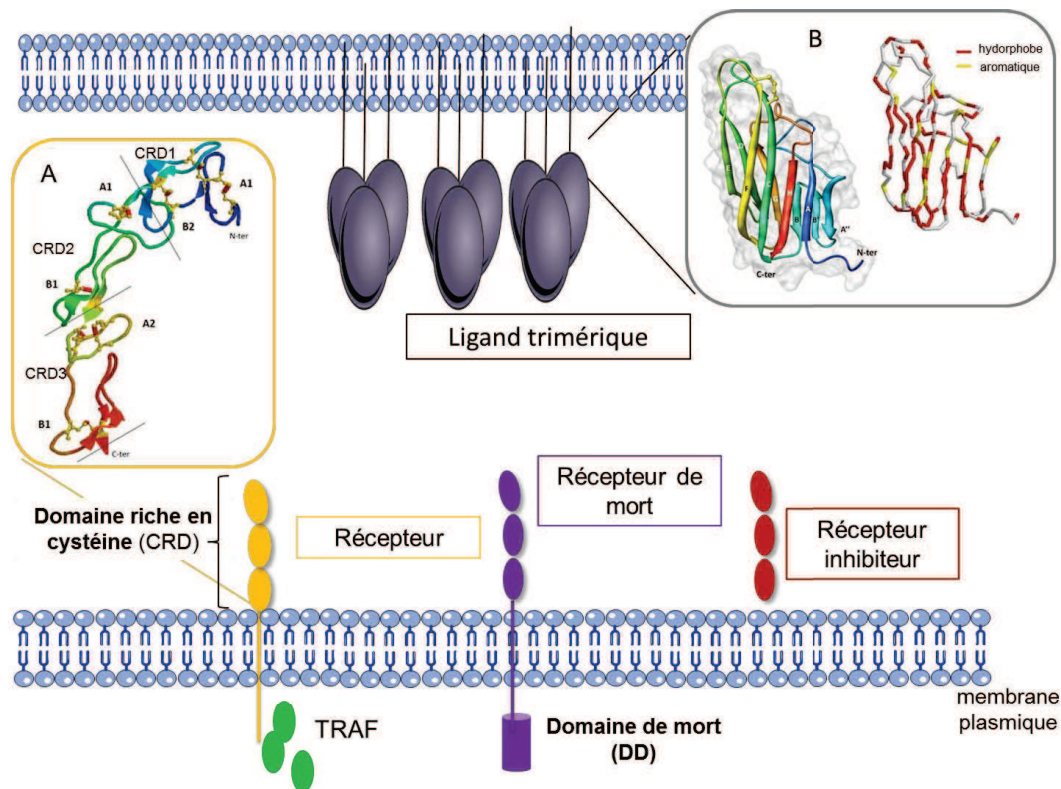 B
hydorphobe
aromatique
E
F
A
B
B'
A''
C-ter
N-ter
A
CRD1
A1
A1
B2
N-ter
CRD2
B1
A2
CRD3
B1
C-ter
Ligand trimérique
Domaine riche en
cystéine (CRD)
Récepteur
Récepteur de
mort
Récepteur
inhibiteur
membrane
plasmique
TRAF
Domaine de mort
(DD)